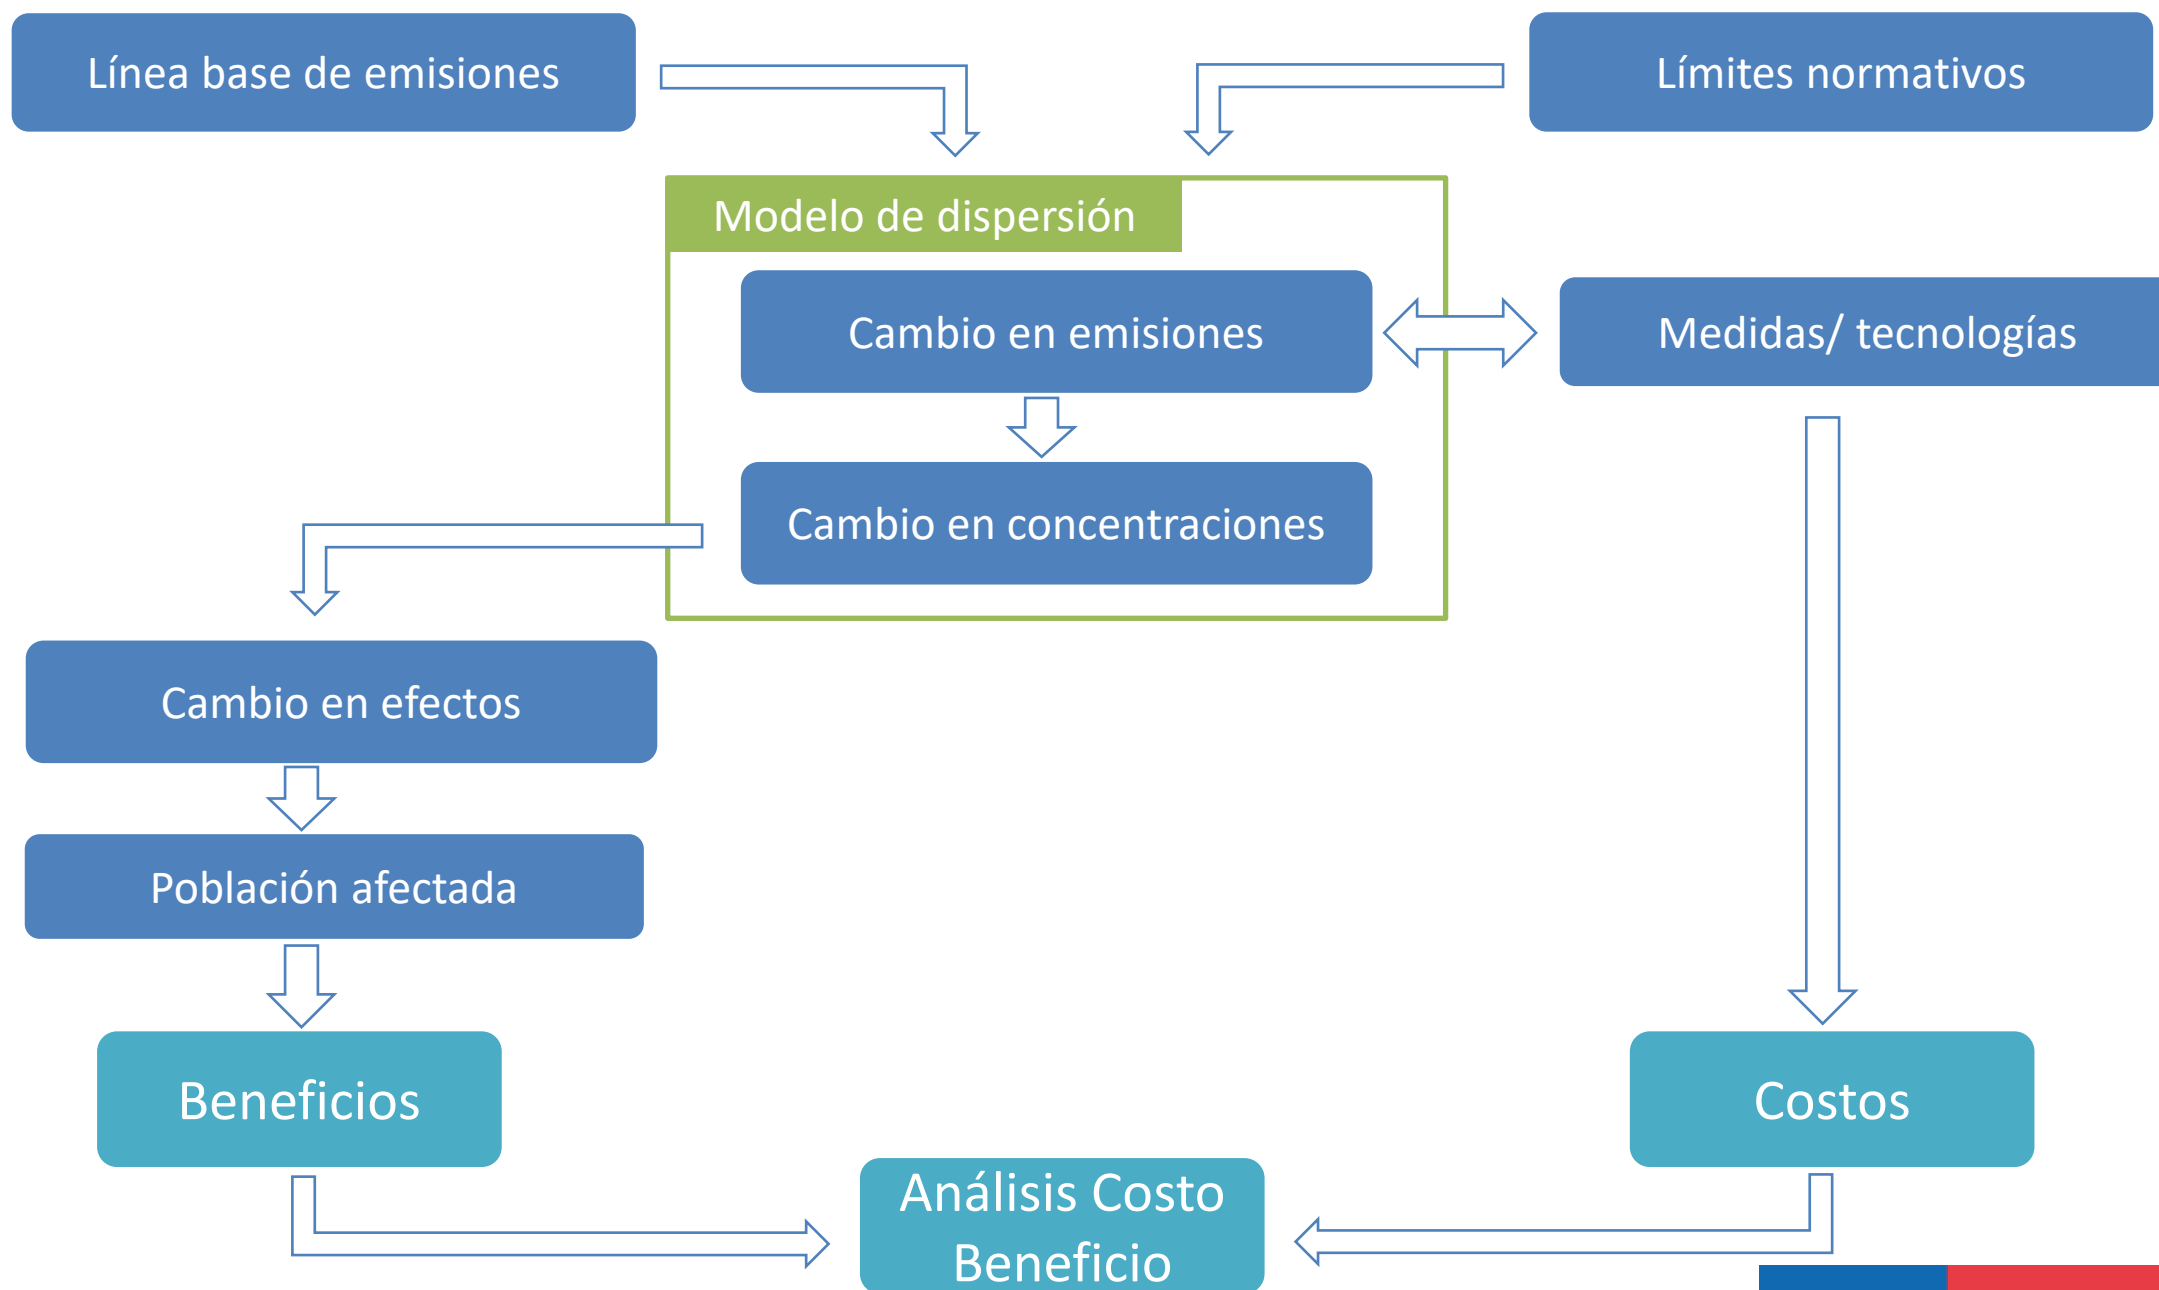 Línea base de emisiones
Límites normativos
Modelo de dispersión
Cambio en emisiones
Medidas/ tecnologías
Cambio en concentraciones
Cambio en efectos
Población afectada
Beneficios
Costos
Análisis Costo
Beneficio